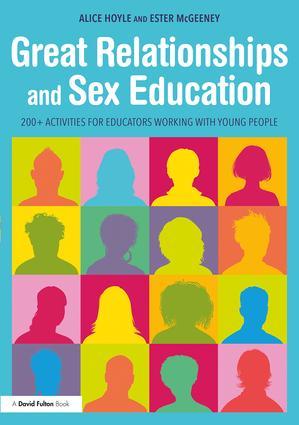 ALICE HOYLE AND ESTER McGEENEY
Great Relationships
and Sex Education
200+ ACTIVITIES FOR EDUCATORS WORKING WITH YOUNG PEOPLE
A David Fulton Book